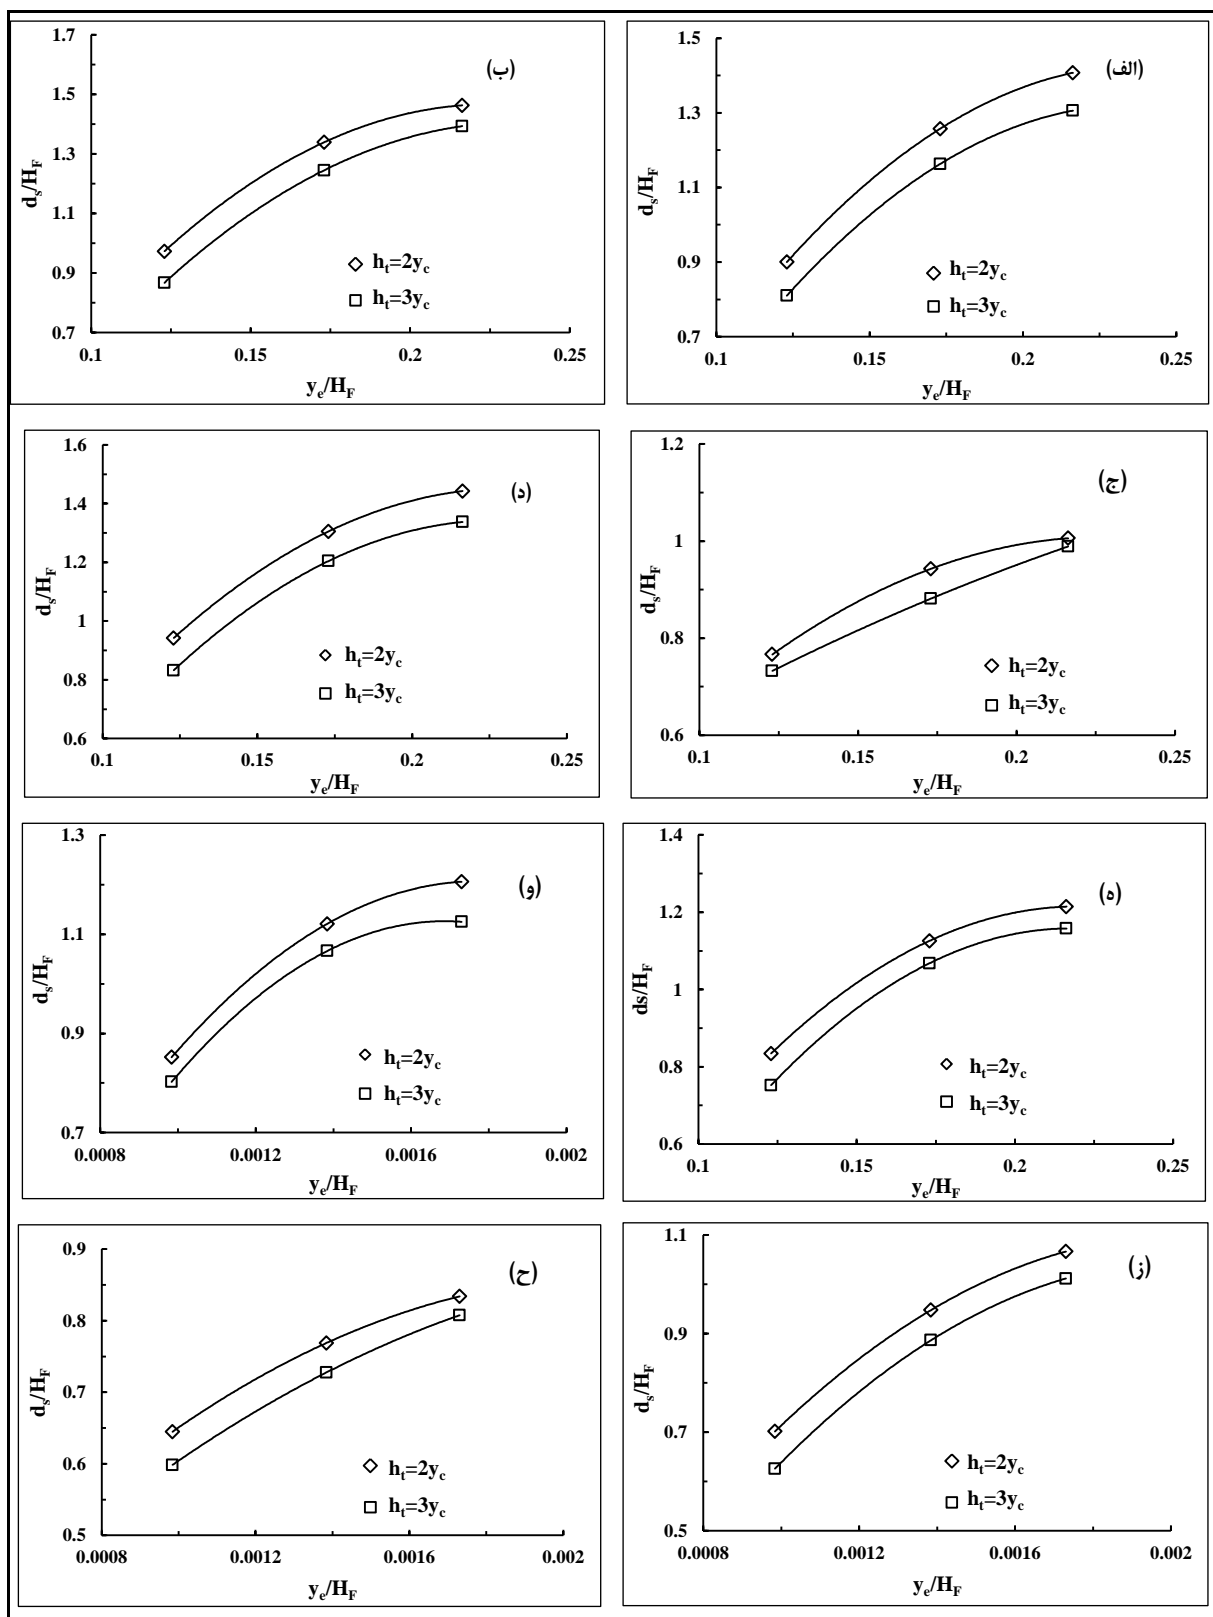 (الف)
d_s/H_F
1.5
1.3
1.1
0.9
0.7
h_t=2y_c
h_t=3y_c
0.1 0.15 0.2 0.25
y_e/H_F
(ب)
d_s/H_F
1.7
1.5
1.3
1.1
0.9
0.7
h_t=2y_c
h_t=3y_c
0.1 0.15 0.2 0.25
y_e/H_F
(ج)
d_s/H_F
1.2
1
0.8
0.6
h_t=2y_c
h_t=3y_c
0.1 0.15 0.2 0.25
y_e/H_F
(د)
d_s/H_F
1.6
1.4
1.2
1
0.8
0.6
h_t=2y_c
h_t=3y_c
0.1 0.15 0.2 0.25
y_e/H_F
(ه)
ds/H_F
1.4
1.2
1
0.8
0.6
h_t=2y_c
h_t=3y_c
0.1 0.15 0.2 0.25
y_e/H_F
(و)
d_s/H_F
1.3
1.1
0.9
0.7
h_t=2y_c
h_t=3y_c
0.0008 0.0012 0.0016 0.002
y_e/H_F
(ز)
d_s/H_F
1.1
0.9
0.7
0.5
h_t=2y_c
h_t=3y_c
0.0008 0.0012 0.0016 0.002
y_e/H_F
(ح)
d_s/H_F
0.9
0.8
0.7
0.6
0.5
h_t=2y_c
h_t=3y_c
0.0008 0.0012 0.0016 0.002
y_e/H_F